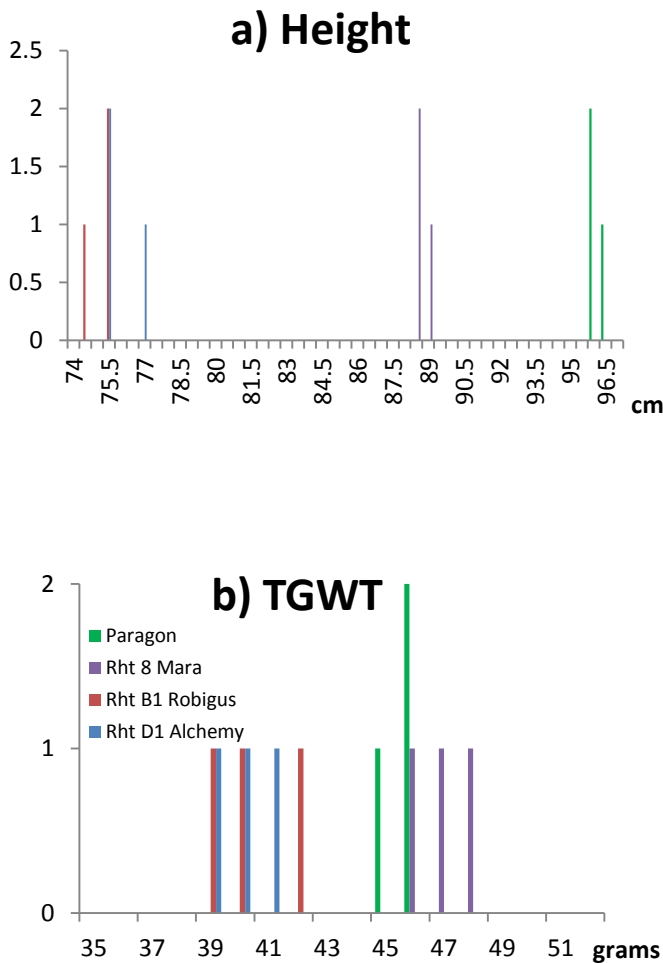 a) Height
2.5
2
1.5
1
0.5
0
74 75.5 77 78.5 80 81.5 83 84.5 86 87.5 89 90.5 92 93.5 95 96.5 cm
b) TGWT
2
Paragon
Rht 8 Mara
Rht B1 Robigus
Rht D1 Alchemy
1
0
35 37 39 41 43 45 47 49 51 grams